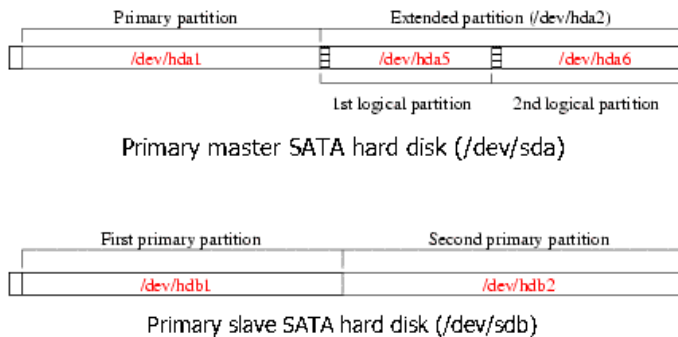 Primary partition Extended partition (/dev/hda2)
/dev/hda1 /dev/hda5 /dev/hda6
1st logical partition 2nd logical partition
Primary master SATA hard disk (/dev/sda)
First primary partition Second primary partition
/dev/hdb1 /dev/hdb2
Primary slave SATA hard disk (/dev/sdb)